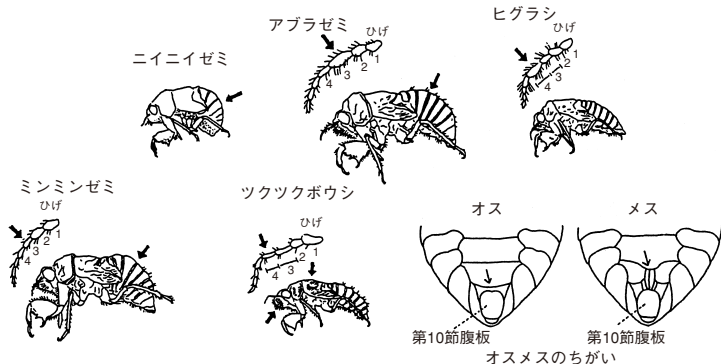 アブラゼミ
ひげ
1
2
3
4
ヒグラシ
ひげ
1
2
3
4
ニイニイゼミ
ミンミンゼミ
ひげ
1
2
3
4
ツクツクボウシ
ひげ
1
2
3
4
オス
メス
第10節腹板
第10節腹板
オスメスのちがい